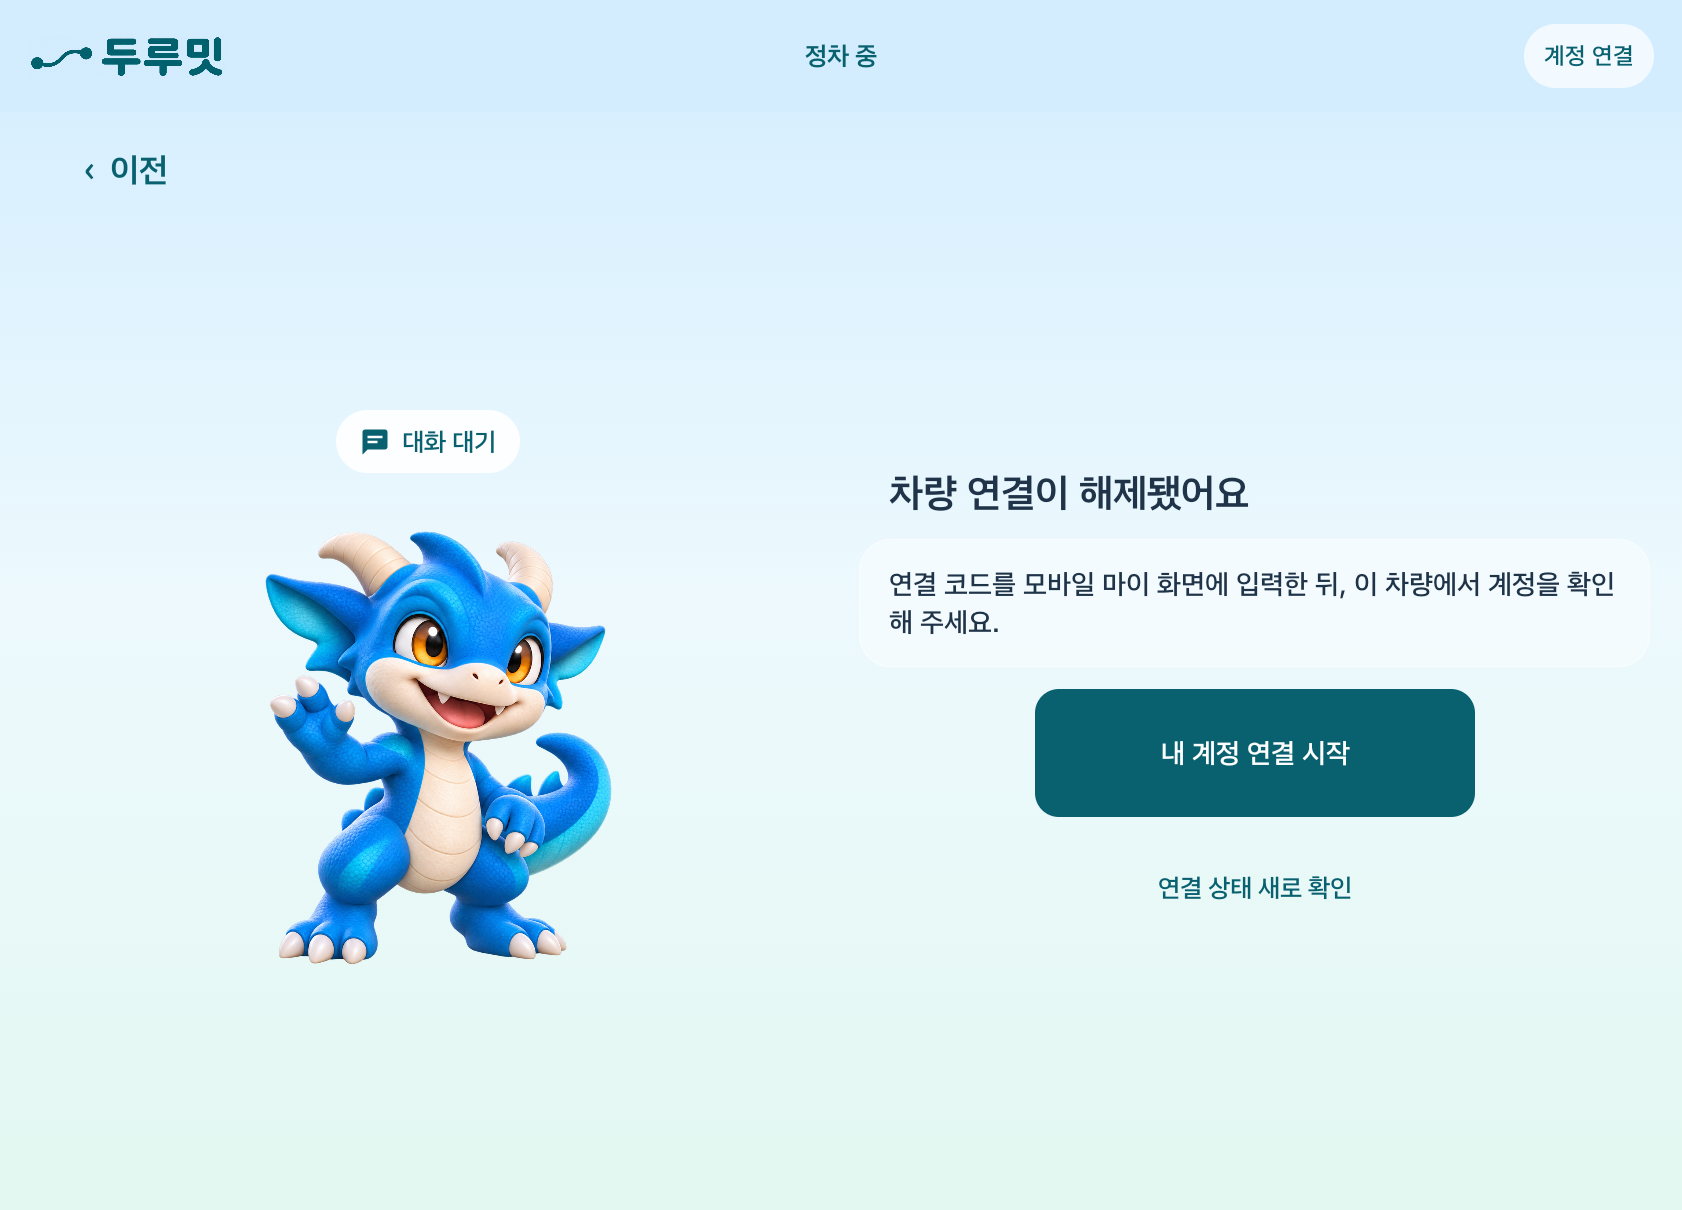 두루밋
정차 중
계정 연결
이전
대화 대기
차량 연결이 해제됐어요
연결 코드를 모바일 마이 화면에 입력한 뒤, 이 차량에서 계정을 확인
해 주세요.
내 계정 연결 시작
연결 상태 새로 확인